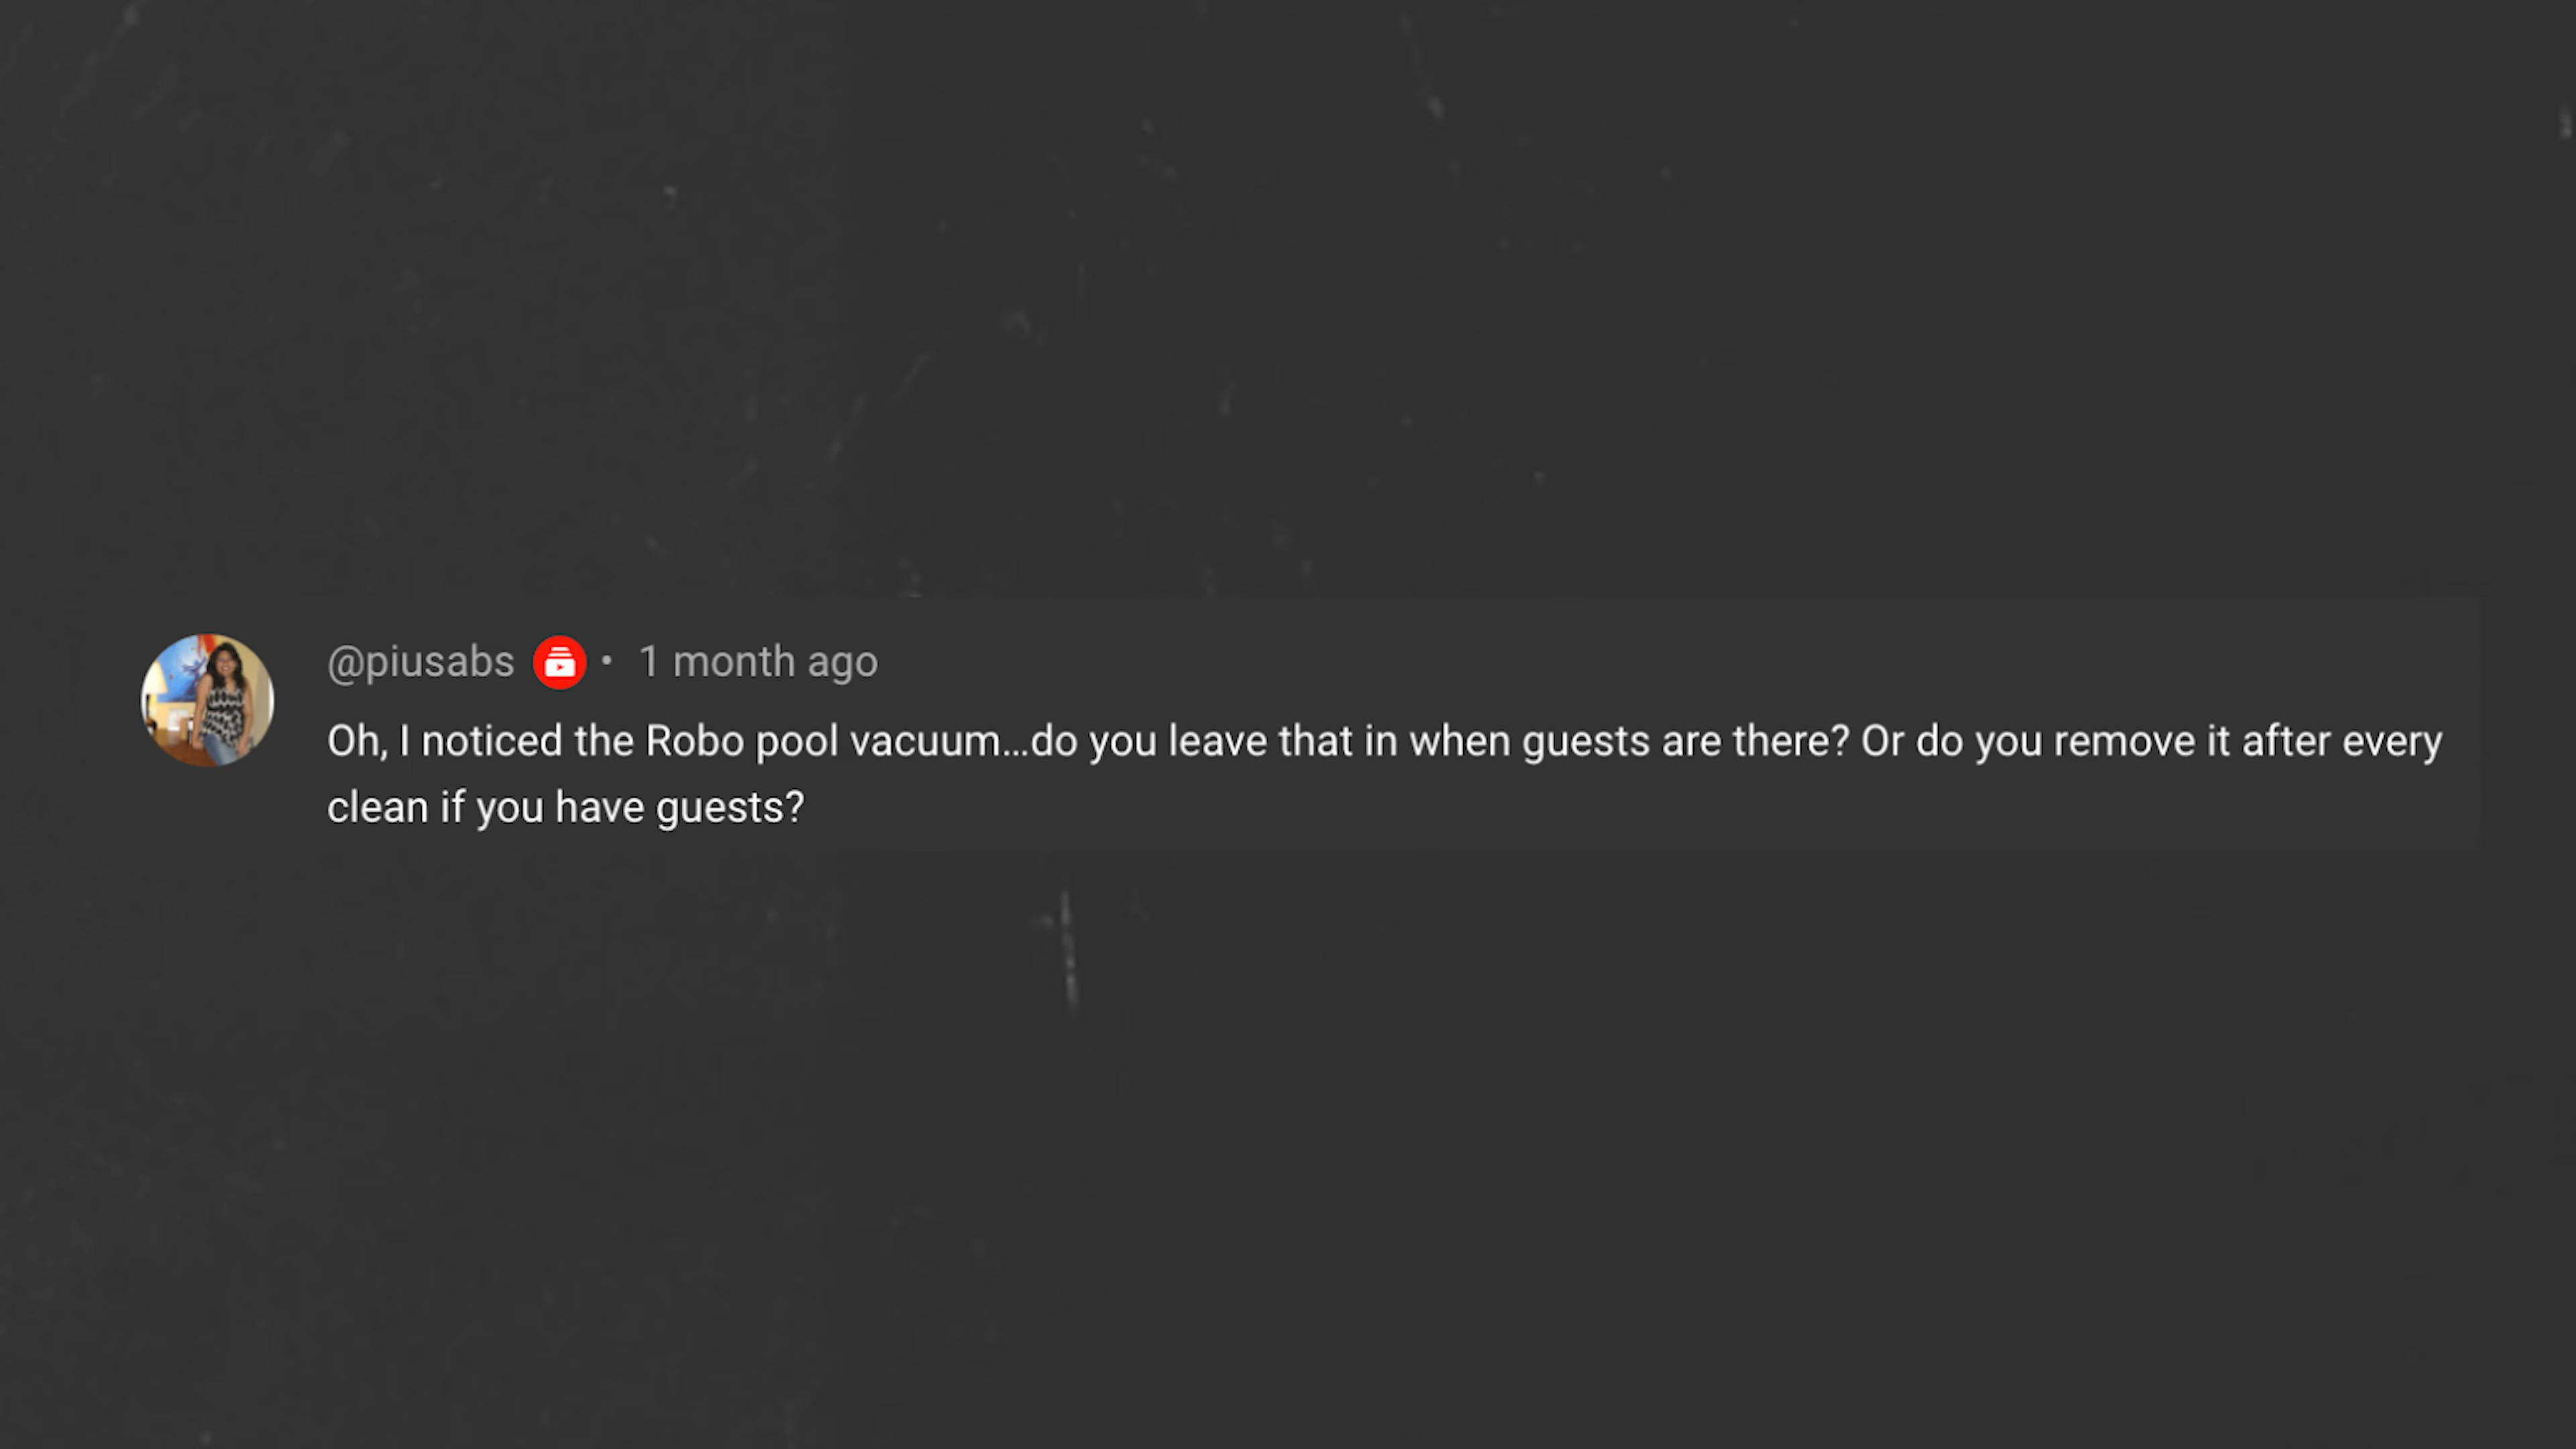 @piusabs • 1 month ago
Oh, I noticed the Robo pool vacuum...do you leave that in when guests are there? Or do you remove it after every
clean if you have guests?